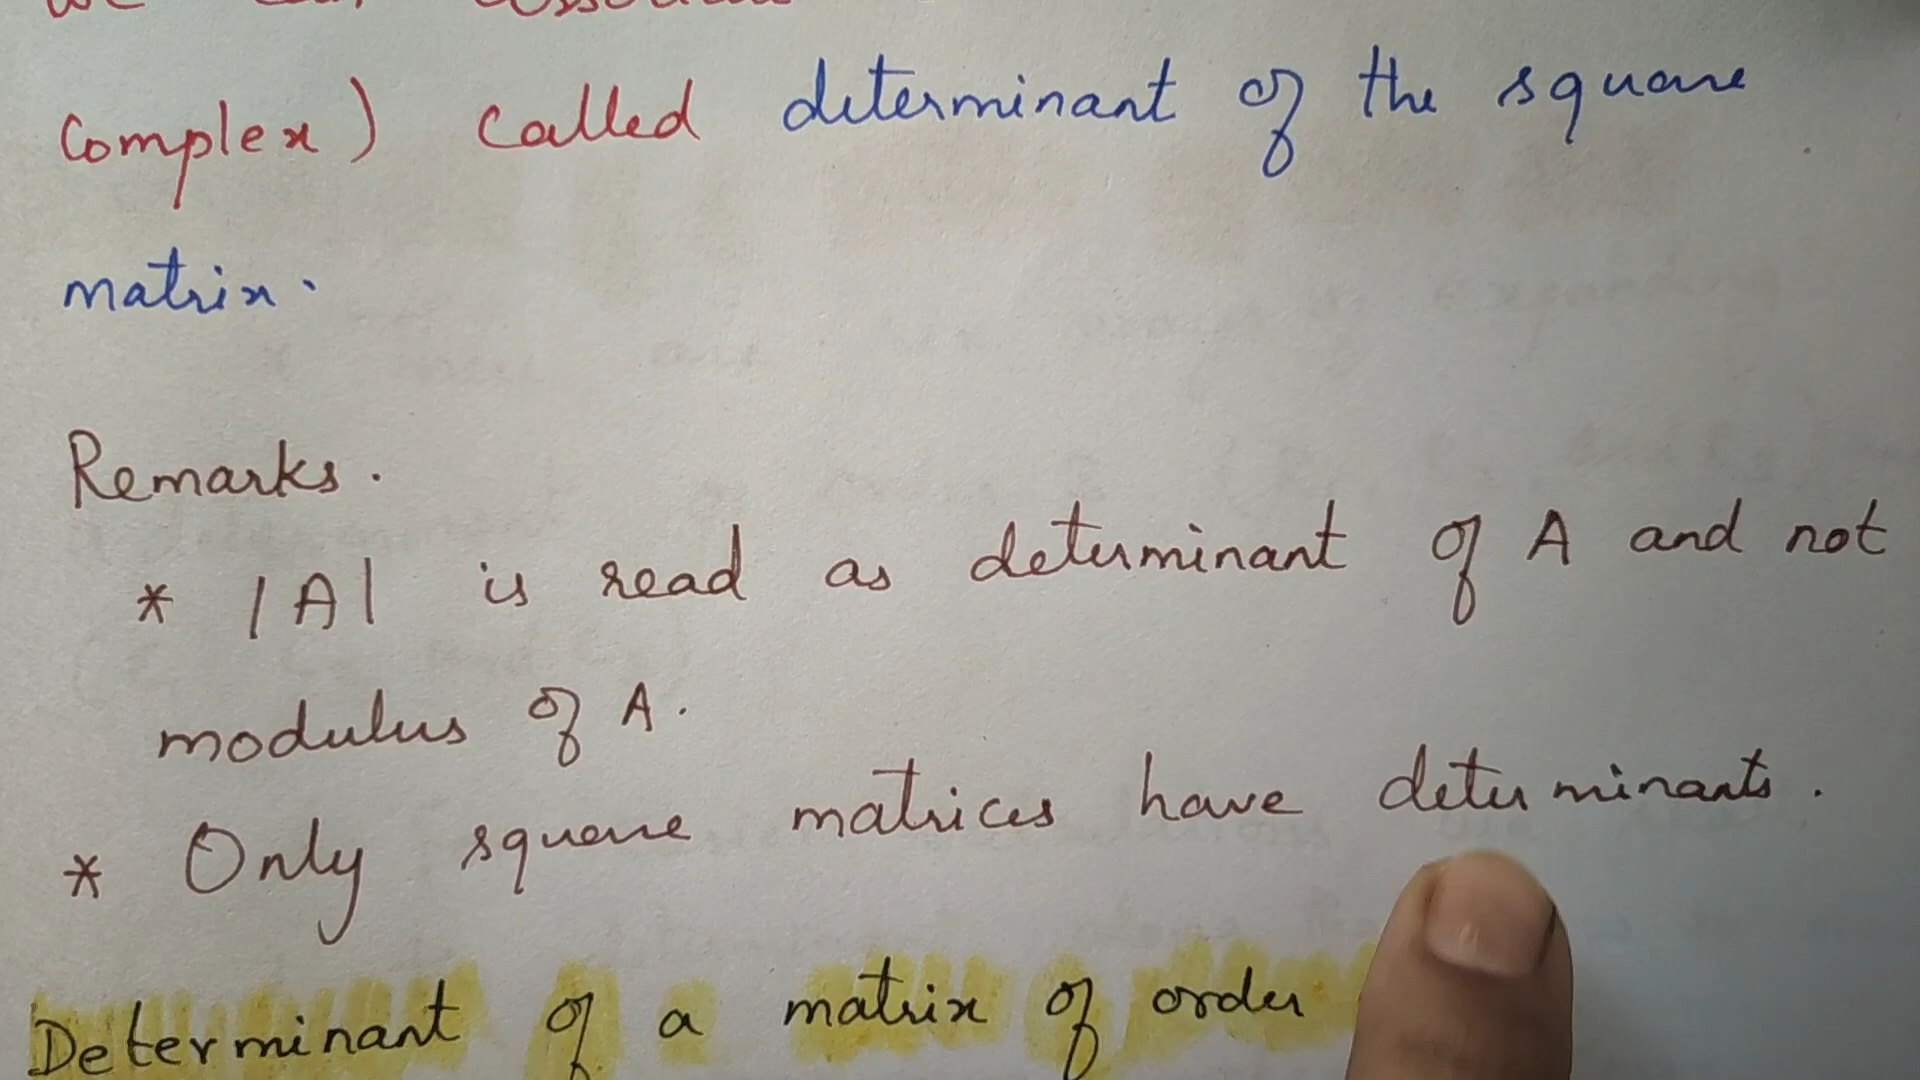 complex) called determinant of the square
matrix.
Remarks.
* |A| is read as determinant of A and not
modulus of A.
* Only square matrices have determinants.
Determinant of a matrix of order